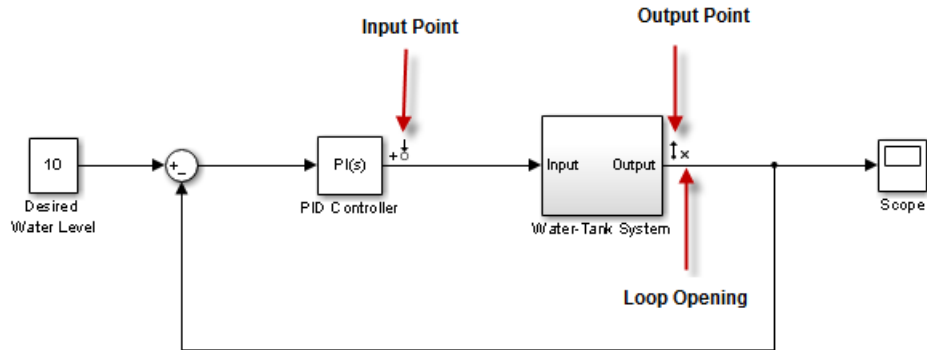 Output Point
Input Point
10
+
−
PI(s)
+
Input
Output
x
Desired
Water Level
PID Controller
Water-Tank System
Scope
Loop Opening